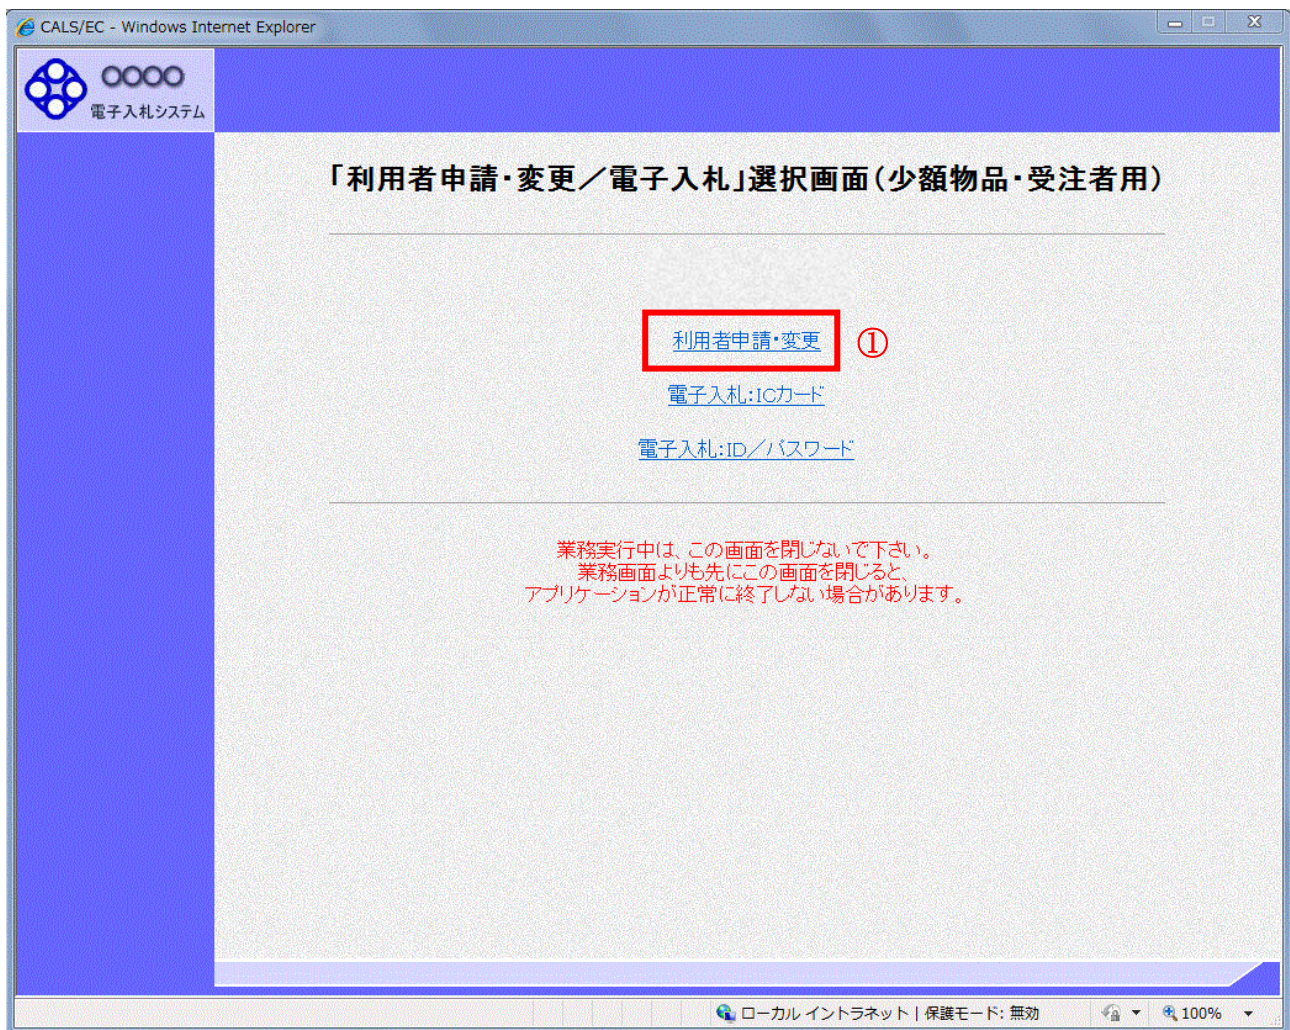 CALS/EC - Windows Internet Explorer
○○○○
電子入札システム
「利用者申請・変更／電子入札」選択画面（少額物品・受注者用）
利用者申請・変更 ①
電子入札：ICカード
電子入札：ID／パスワード
業務実行中は、この画面を閉じないで下さい。
業務画面よりも先にこの画面を閉じると、
アプリケーションが正常に終了しない場合があります。
ローカル イントラネット | 保護モード: 無効
100%